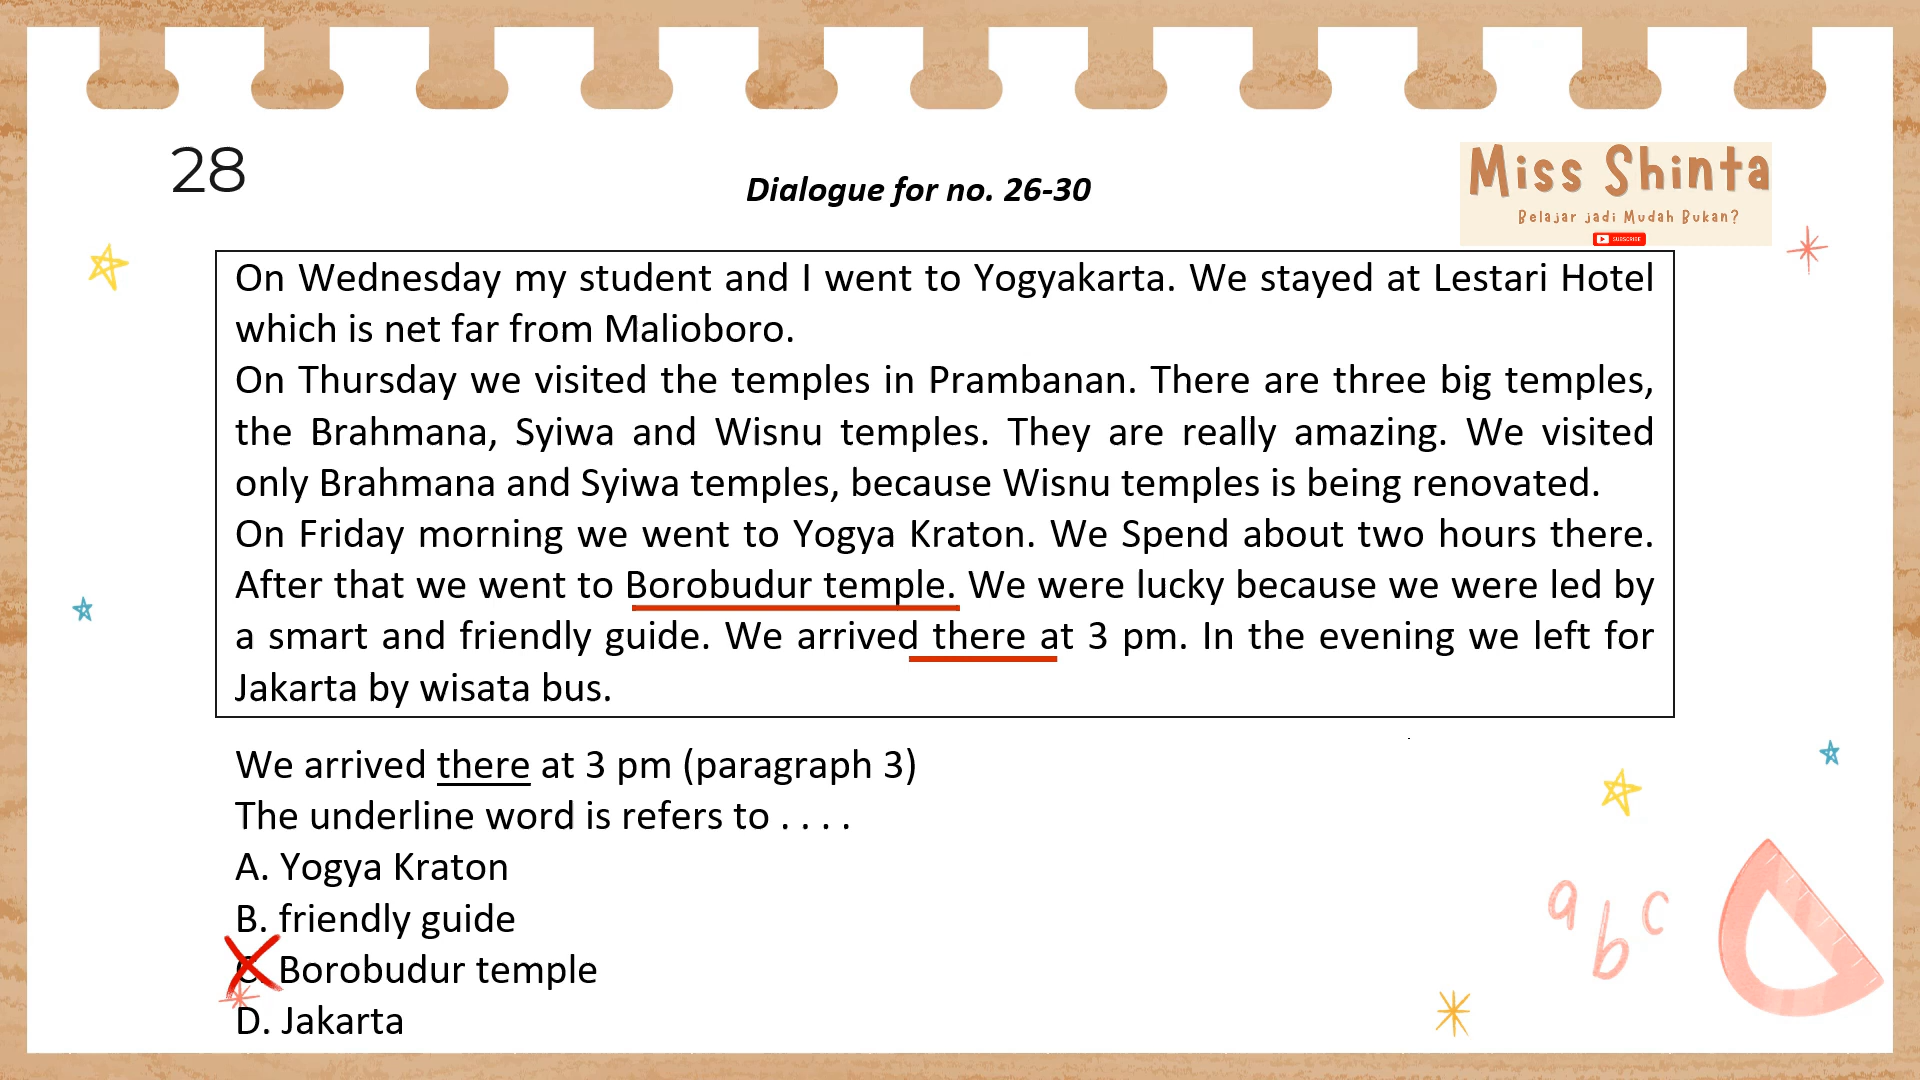 28
Dialogue for no. 26-30
Miss Shinta
Belajar jadi Mudah Bukan?
SUBSCRIBE
On Wednesday my student and I went to Yogyakarta. We stayed at Lestari Hotel
which is net far from Malioboro.
On Thursday we visited the temples in Prambanan. There are three big temples,
the Brahmana, Syiwa and Wisnu temples. They are really amazing. We visited
only Brahmana and Syiwa temples, because Wisnu temples is being renovated.
On Friday morning we went to Yogya Kraton. We Spend about two hours there.
After that we went to Borobudur temple. We were lucky because we were led by
a smart and friendly guide. We arrived there at 3 pm. In the evening we left for
Jakarta by wisata bus.
We arrived there at 3 pm (paragraph 3)
The underline word is refers to . . . .
A. Yogya Kraton
B. friendly guide
C. Borobudur temple
D. Jakarta
a b c